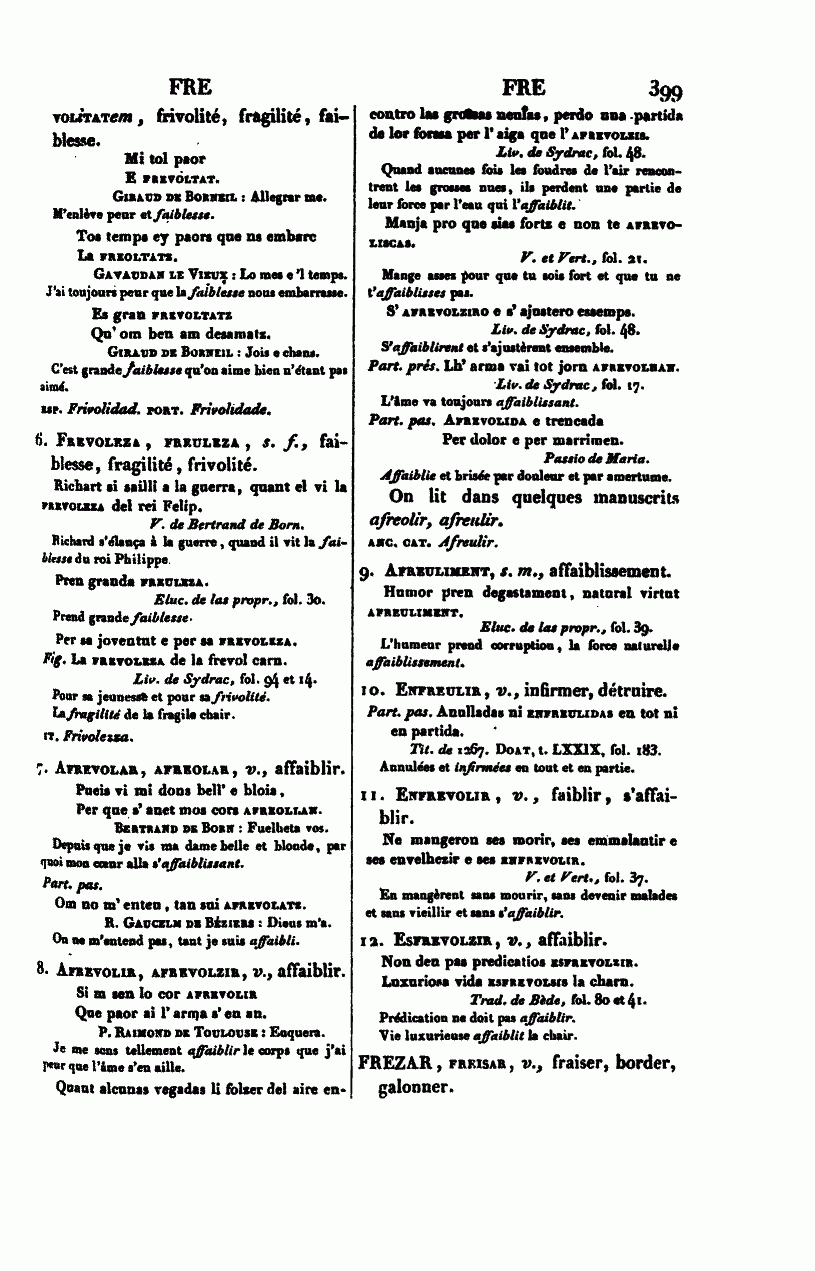 FRE
VOLITATem, frivolité, fragilité, fai-
blesse.
Mi tol paor
E FREVOLTAT.
GIRAUD DE BORNEIL : Allegrar me.
M'enlève peur et faiblesse.
Tos temps ey paors que ns embarc
LA FREOLTATZ.
GAVAUDAN LE VIEUX : Lo mes e 'l temps.
J'ai toujours peur que la faiblesse nous embarrasse.
Es gran FREVOLTATZ
Qu' om ben am desamatz.
GIRAUD DE BORNEIL : Jois e chans.
C'est grande faiblesse qu'on aime bien n'étant pas
aimé.
ESP. Frivolidad. PORT. Frivolidade.
6. FREVOLEZA, FREULEZA, s. f., fai-
blesse, fragilité, frivolité.
Richart si sailli a la guerra, quant el vi la
FREVOLEZA del rei Felip.
V. de Bertrand de Born.
Richard s'élança à la guerre, quand il vit la fai-
blesse du roi Philippe.
Pren granda FREULEZA.
Eluc. de las propr., fol. 30.
Prend grande faiblesse.
Per sa joventut e per sa FREVOLEZA.
Fig. La FREVOLEZA de la frevol carn.
Liv. de Sydrac, fol. 94 et 14.
Pour sa jeunesse et pour sa frivolité.
La fragilité de la fragile chair.
IT. Frivolezza.
7. AFREVOLAR, AFREOLAR, v., affaiblir.
Pueis vi mi dons bell' e bloia,
Per que s' anet mos cors AFREOLLAN.
BERTRAND DE BORN : Fuelheta vos.
Depuis que je vis ma dame belle et blonde, par
quoi mon cœur alla s'affaiblissant.
Part. pas.
Om no m' enten, tan sui AFREVOLATZ.
R. GAUCELM DE BÉZIERS : Dieus m'a.
On ne m'entend pas, tant je suis affaibli.
8. AFREVOLIR, AFREVOLZIR, v., affaiblir.
Si m sen lo cor AFREVOLIR
Que paor ai l' arma s' en an.
P. RAIMOND DE TOULOUSE : Enquera.
Je me sens tellement affaiblir le corps que j'ai
peur que l'âme s'en aille.
Quant alcunas vegadas li folzer del aire en-
FRE 399
contro las grossas neulas, perdo una partida
de lor forssa per l' aiga que l' AFREVOLZIS.
Liv. de Sydrac, fol. 48.
Quand aucunes fois les foudres de l'air rencon-
trent les grosses nues, ils perdent une partie de
leur force par l'eau qui l'affaiblit.
Manja pro que sias fortz e non te AFREVO-
LISCAS.
V. et Vert., fol. 21.
Mange assez pour que tu sois fort et que tu ne
t'affaiblisses pas.
S' AFREVOLZIRO e s' ajustero essemps.
Liv. de Sydrac, fol. 48.
S'affaiblirent et s'ajustèrent ensemble.
Part. prés. Lh' arma vai tot jorn AFREVOLHAN.
Liv. de Sydrac, fol. 17.
L'âme va toujours affaiblissant.
Part. pas. AFREVOLIDA e trencada
Per dolor e per marrimen.
Passio de Maria.
Affaiblie et brisée par douleur et par amertume.
On lit dans quelques manuscrits
afreolir, afreulir.
ANC. CAT. Afreulir.
9. AFREULIMENT, s. m., affaiblissement.
Humor pren degastament, natural virtut
AFREULIMENT.
Eluc. de las propr., fol. 39.
L'humeur prend corruption, la force naturelle
affaiblissement.
10. ENFREULIR, v., infirmer, détruire.
Part. pas. Anulladas ni ENFREULIDAS en tot ni
en partida.
Tit. de 1267. DOAT, t. LXXIX, fol. 183.
Annulées et infirmées en tout et en partie.
11. ENFREVOLIR, v., faiblir, s'affai-
blir.
Ne mangeron ses morir, ses emmalautir e
ses envelhezir e ses ENFREVOLIR.
V. et Vert., fol. 37.
En mangèrent sans mourir, sans devenir malades
et sans vieillir et sans s'affaiblir.
12. ESFREVOLZIR, v., affaiblir.
Non deu pas predicatios ESFREVOLZIR.
Luxuriosa vida ESFREVOLSIS la charn.
Trad. de Bède, fol. 80 et 41.
Prédication ne doit pas affaiblir.
Vie luxurieuse affaiblit la chair.
FREZAR, FREISAR, v., fraiser, border,
galonner.